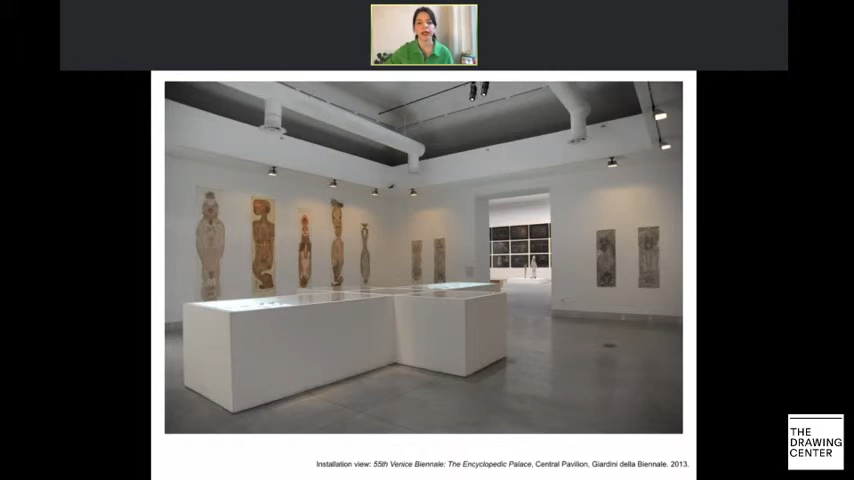 Installation view: 55th Venice Biennale: The Encyclopedic Palace, Central Pavilion, Giardini della Biennale. 2013.
THE
DRAWING
CENTER